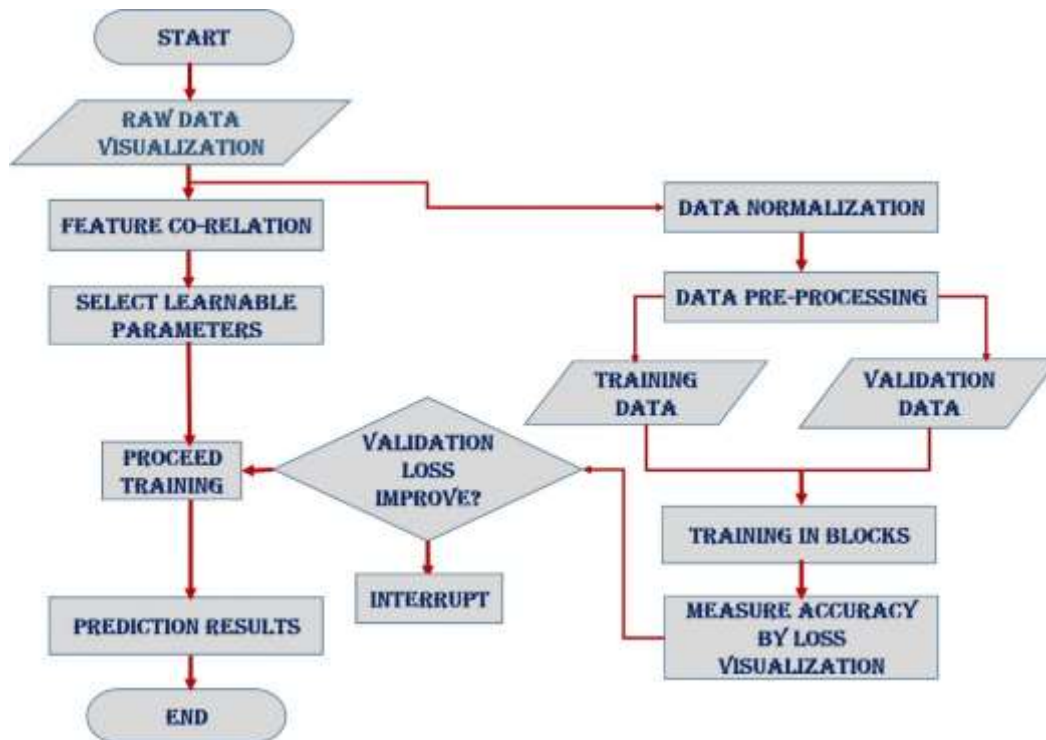 START
RAW DATA
VISUALIZATION
FEATURE CO-RELATION
SELECT LEARNABLE
PARAMETERS
PROCEED
TRAINING
PREDICTION RESULTS
END
VALIDATION
LOSS
IMPROVE?
INTERRUPT
DATA NORMALIZATION
DATA PRE-PROCESSING
TRAINING
DATA
VALIDATION
DATA
TRAINING IN BLOCKS
MEASURE ACCURACY
BY LOSS
VISUALIZATION